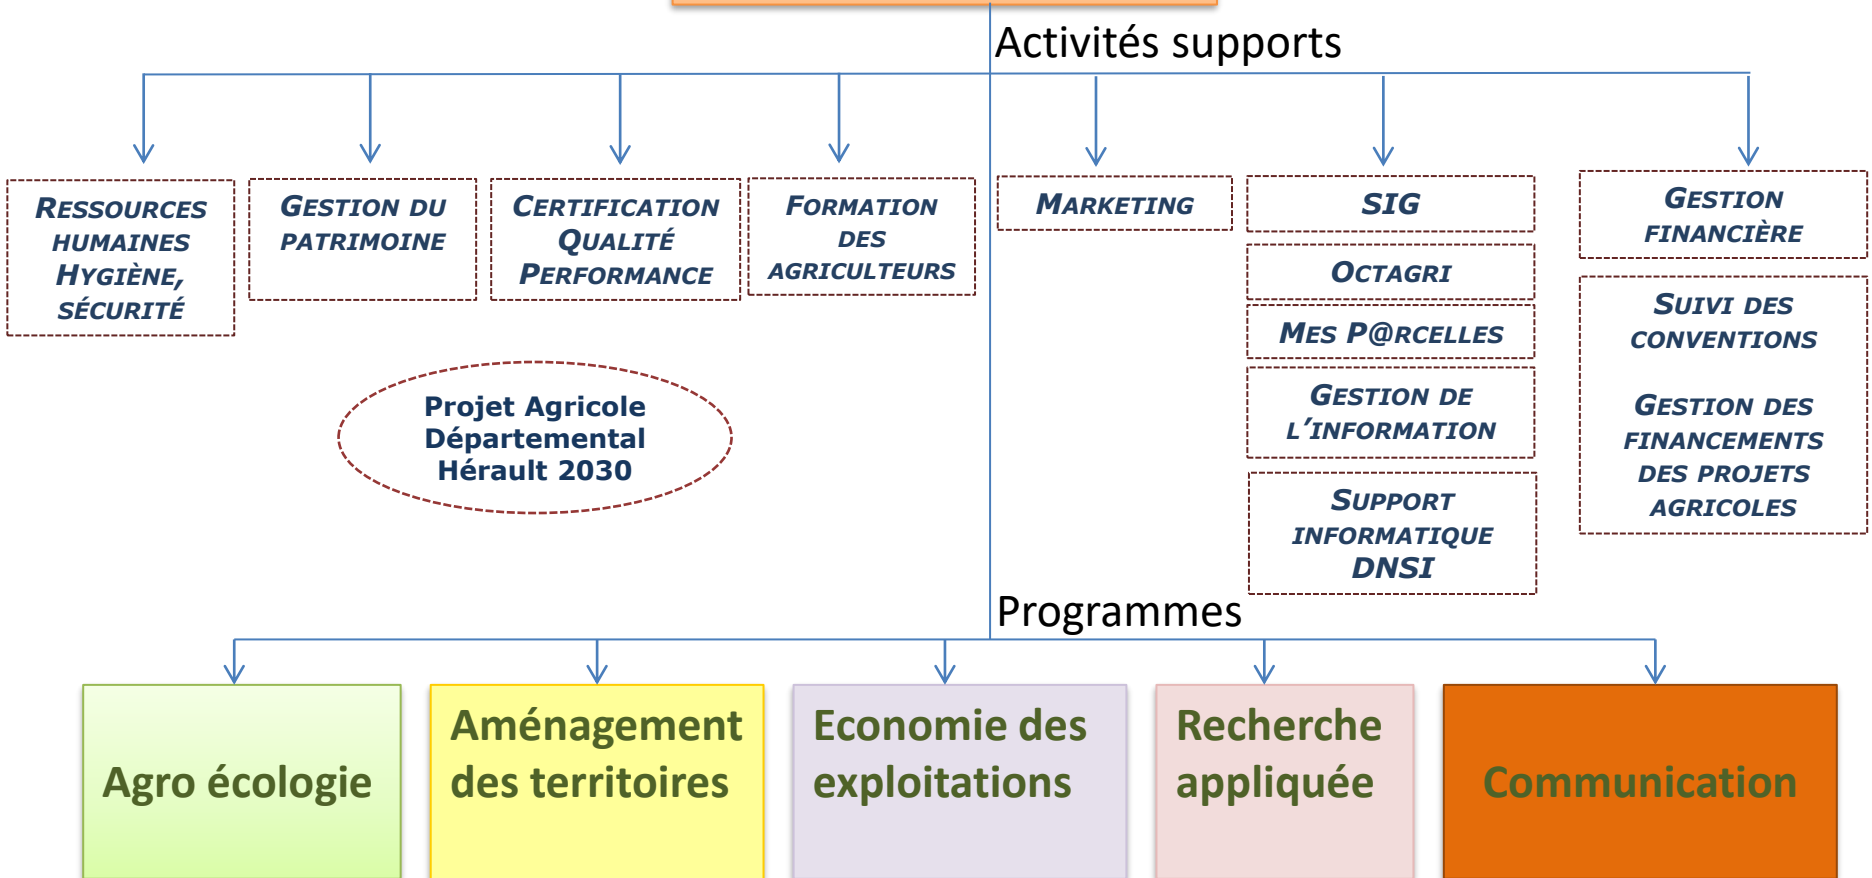 Activités supports
RESSOURCES
HUMAINES
HYGIÈNE,
SÉCURITÉ
GESTION DU
PATRIMOINE
CERTIFICATION
QUALITÉ
PERFORMANCE
FORMATION
DES
AGRICULTEURS
MARKETING
SIG
OCTAGRI
MES P@RCELLES
GESTION DE
L’INFORMATION
SUPPORT
INFORMATIQUE
DNSI
GESTION
FINANCIÈRE
SUIVI DES
CONVENTIONS
GESTION DES
FINANCEMENTS
DES PROJETS
AGRICOLES
Projet Agricole
Départemental
Hérault 2030
Programmes
Agro écologie
Aménagement
des territoires
Economie des
exploitations
Recherche
appliquée
Communication